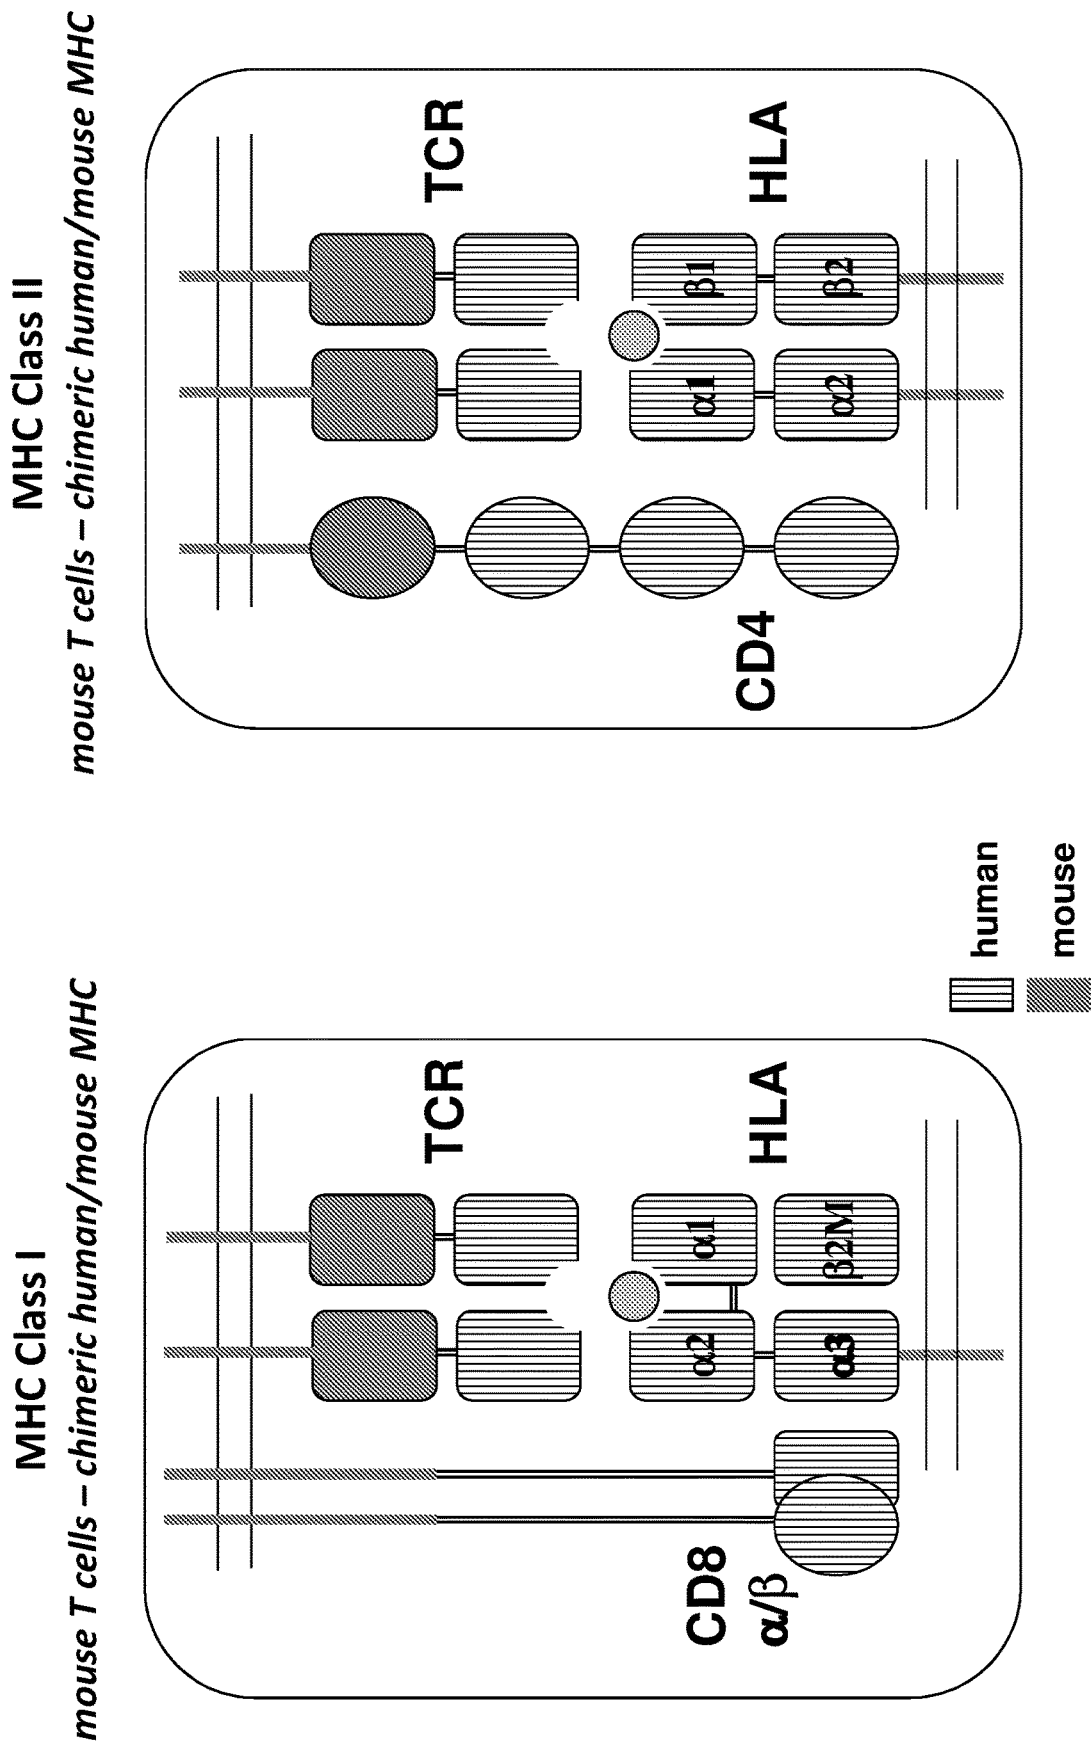 MHC Class I
mouse T cells – chimeric human/mouse MHC
TCR
CD8
α/β
HLA
α2
α1
α3
β2M
MHC Class II
mouse T cells – chimeric human/mouse MHC
TCR
CD4
HLA
α1
β1
α2
β2
human
mouse